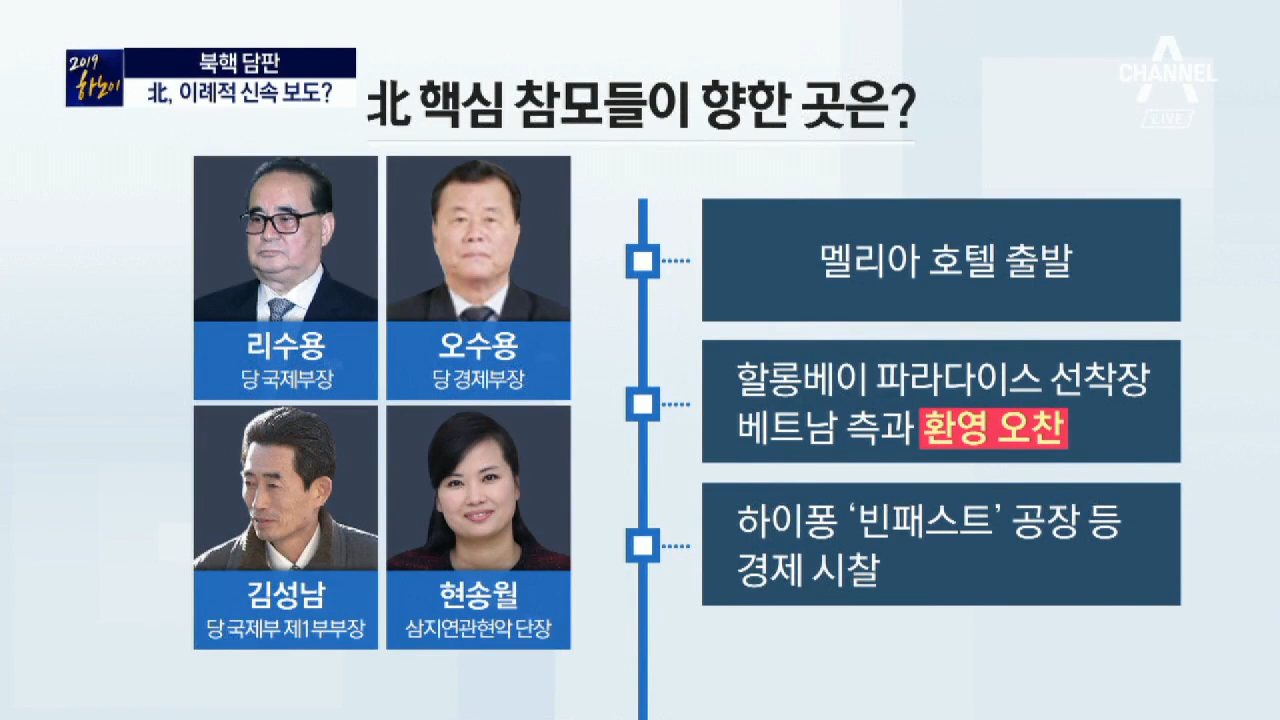 2019
하노이
북핵 담판
北, 이례적 신속 보도?
CHANNEL A
LIVE
北 핵심 참모들이 향한 곳은?
리수용
당 국제부장
오수용
당 경제부장
김성남
당 국제부 제1부부장
현송월
삼지연관현악 단장
멜리아 호텔 출발
할롱베이 파라다이스 선착장
베트남 측과 환영 오찬
하이퐁 ‘빈패스트’ 공장 등
경제 시찰